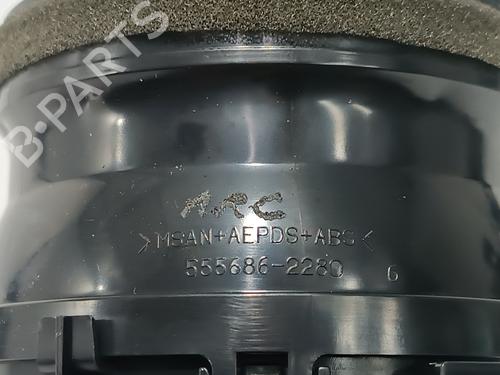 B-PARTS
ARC
>MSAN+AEPDS+ABS<
555686-2280
6